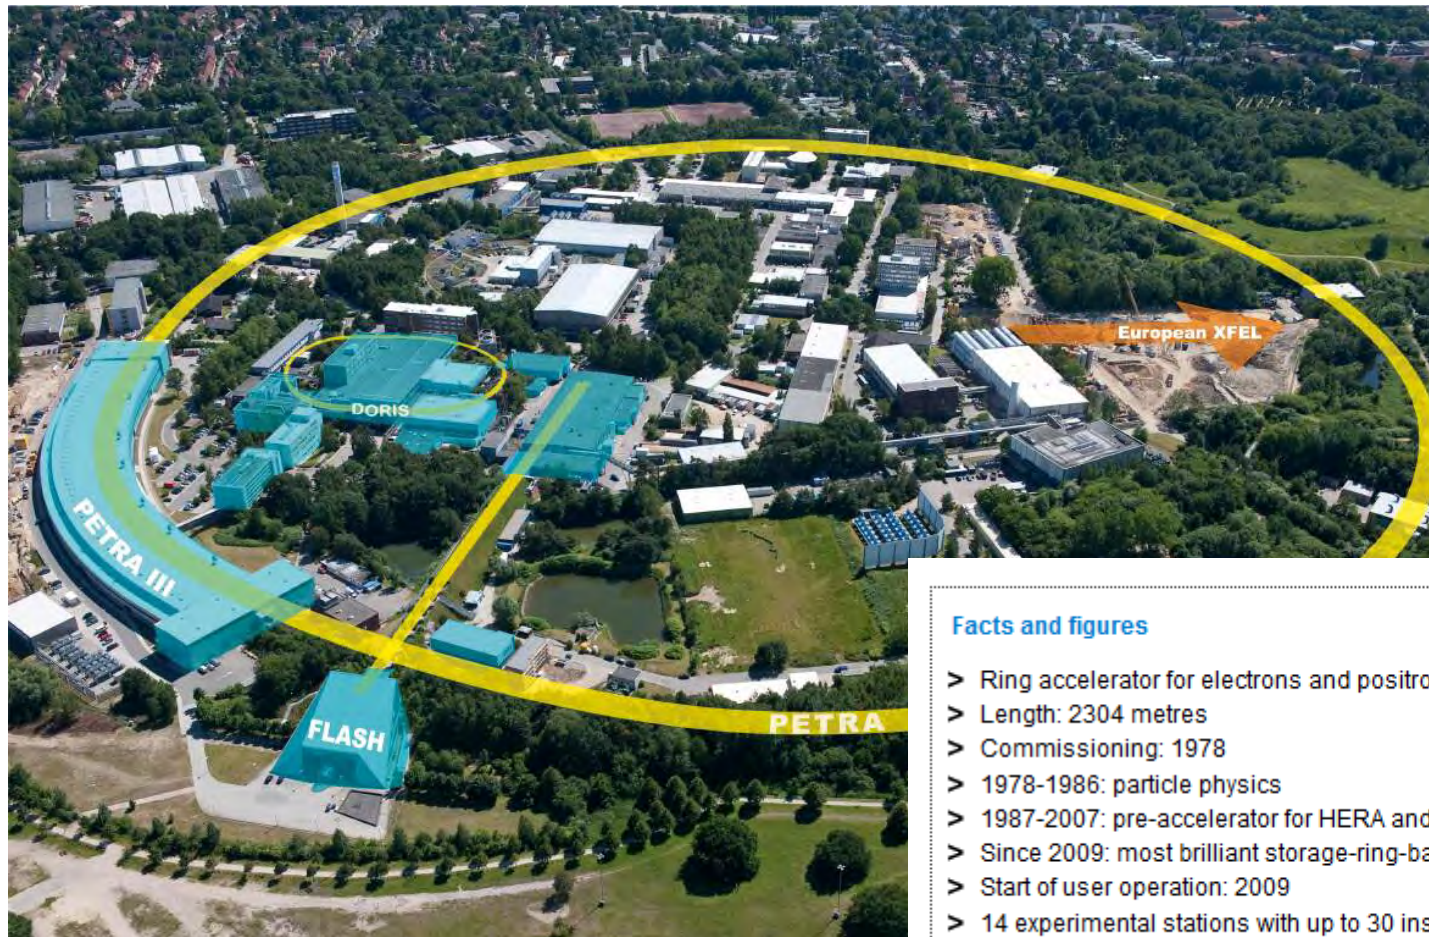 European XFEL
DORIS
PETRA III
FLASH
PETRA
Facts and figures
> Ring accelerator for electrons and positro
> Length: 2304 metres
> Commissioning: 1978
> 1978-1986: particle physics
> 1987-2007: pre-accelerator for HERA and
> Since 2009: most brilliant storage-ring-ba
> Start of user operation: 2009
> 14 experimental stations with up to 30 ins